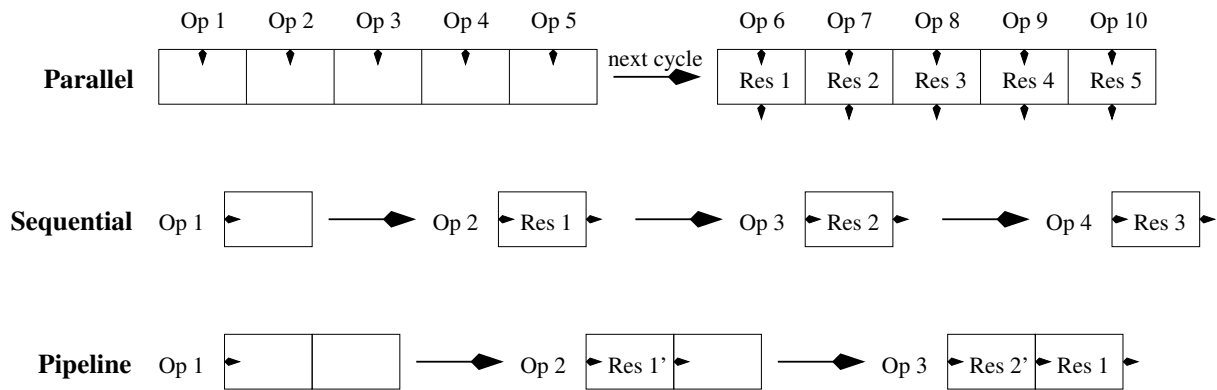 Op 1 Op 2 Op 3 Op 4 Op 5 Op 6 Op 7 Op 8 Op 9 Op 10
Parallel next cycle Res 1 Res 2 Res 3 Res 4 Res 5
Sequential Op 1 Op 2 Res 1 Op 3 Res 2 Op 4 Res 3
Pipeline Op 1 Op 2 Res 1’ Op 3 Res 2’ Res 1